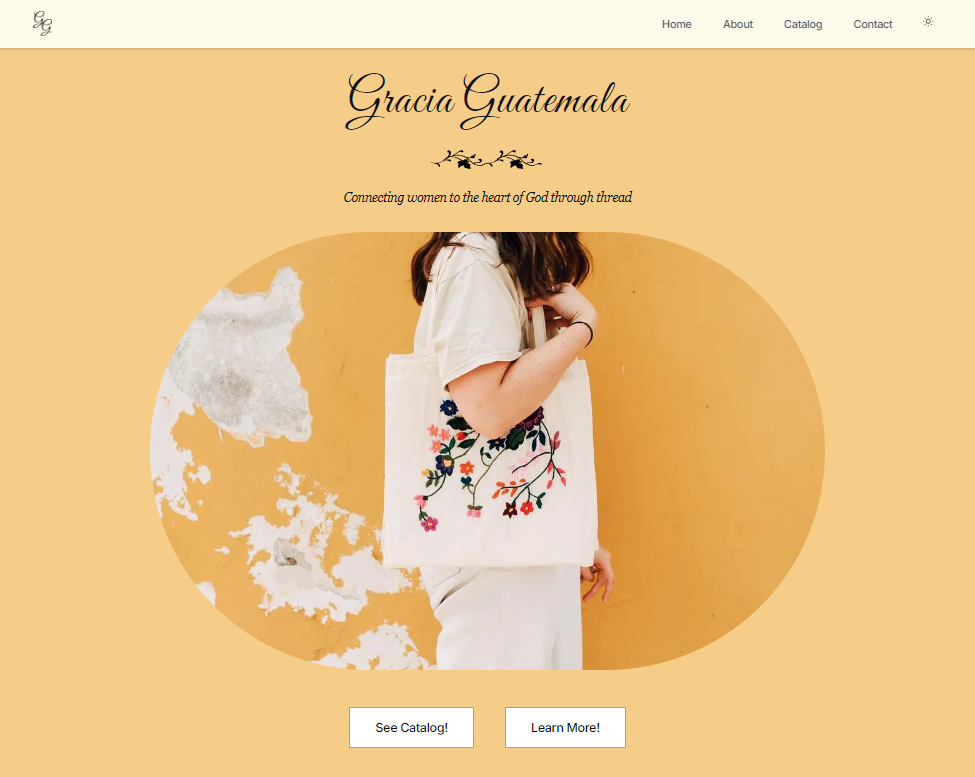 GG
Home About Catalog Contact
Gracia Guatemala
Connecting women to the heart of God through thread
See Catalog! Learn More!